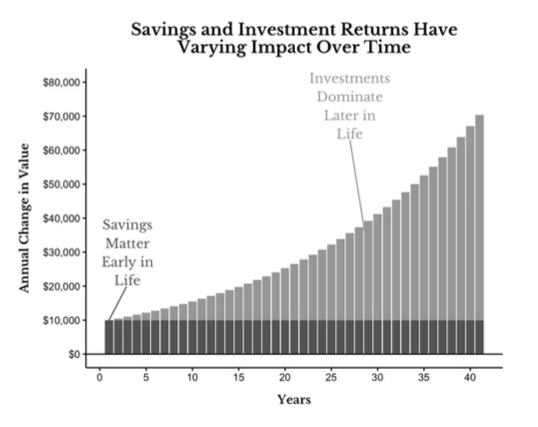 Savings and Investment Returns Have
Varying Impact Over Time
Investments
Dominate
Later in
Life
Savings
Matter
Early in
Life
Annual Change in Value
$80,000
$70,000
$60,000
$50,000
$40,000
$30,000
$20,000
$10,000
$0
0 5 10 15 20 25 30 35 40
Years